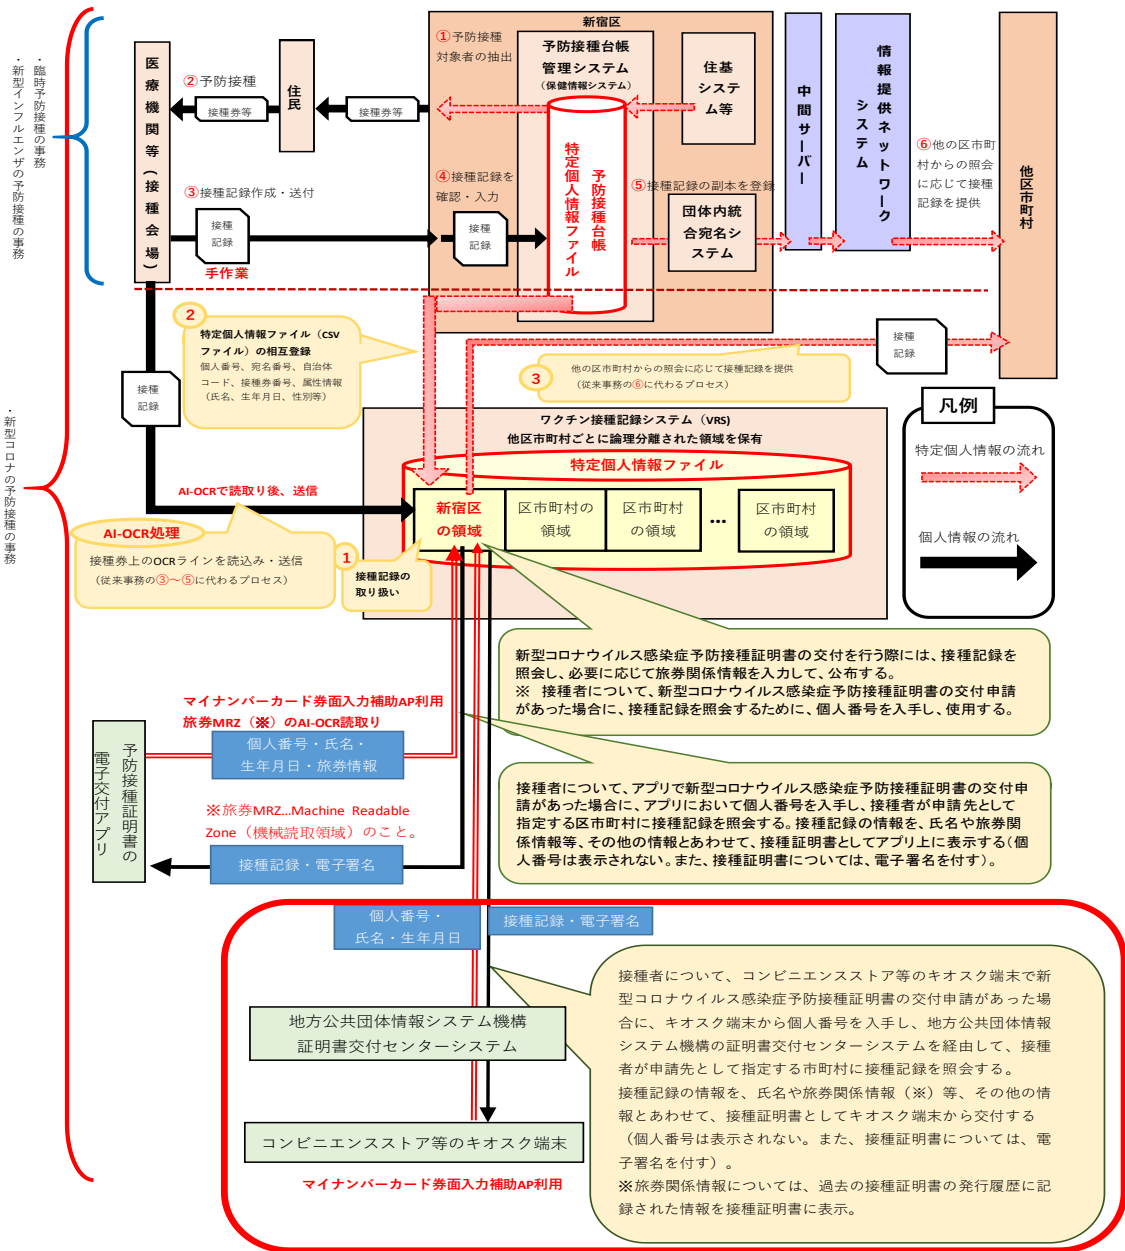 ・臨時予防接種の事務
・新型インフルエンザの予防接種の事務
・新型コロナの予防接種の事務
医療機関等（接種会場）
②予防接種
接種券等
住民
接種券等
③接種記録作成・送付
接種
記録
手作業
新宿区
①予防接種
対象者の抽出
予防接種台帳
管理システム
（保健情報システム）
住基
システ
ム等
予防接種台帳
特定個人情報ファイル
④接種記録を
確認・入力
接種
記録
⑤接種記録の副本を登録
団体内統
合宛名シ
ステム
中間サーバー
情報提供ネットワーク
システム
⑥他の区市町
村からの照会
に応じて接種
記録を提供
他区市町村
2
特定個人情報ファイル（CSV
ファイル）の相互登録
個人番号、宛名番号、自治体
コード、接種券番号、属性情報
（氏名、生年月日、性別等）
接種
記録
3
他の区市町村からの照会に応じて接種記録を提供
（従来事務の⑥に代わるプロセス）
接種
記録
凡例
特定個人情報の流れ
個人情報の流れ
ワクチン接種記録システム（VRS)
他区市町村ごとに論理分離された領域を保有
特定個人情報ファイル
新宿区
の領域
区市町村の
領域
区市町村
の領域
…
区市町村
の領域
AI-OCRで読取り後、送信
AI-OCR処理
接種券上のOCRラインを読込み・送信
（従来事務の③～⑤に代わるプロセス）
1
接種記録の
取り扱い
新型コロナウイルス感染症予防接種証明書の交付を行う際には、接種記録を
照会し、必要に応じて旅券関係情報を入力して、公布する。
※　接種者について、新型コロナウイルス感染症予防接種証明書の交付申請
があった場合に、接種記録を照会するために、個人番号を入手し、使用する。
マイナンバーカード券面入力補助AP利用
旅券MRZ（※）のAI-OCR読取り
予防接種証明書の
電子交付アプリ
個人番号・氏名・
生年月日・旅券情報
※旅券MRZ…Machine Readable
Zone（機械読取領域）のこと。
接種記録・電子署名
接種者について、アプリで新型コロナウイルス感染症予防接種証明書の交付申
請があった場合に、アプリにおいて個人番号を入手し、接種者が申請先として
指定する区市町村に接種記録を照会する。接種記録の情報を、氏名や旅券関
係情報等、その他の情報とあわせて、接種証明書としてアプリ上に表示する（個
人番号は表示されない。また、接種証明書については、電子署名を付す）。
個人番号・
氏名・生年月日
接種記録・電子署名
地方公共団体情報システム機構
証明書交付センターシステム
コンビニエンスストア等のキオスク端末
マイナンバーカード券面入力補助AP利用
接種者について、コンビニエンスストア等のキオスク端末で新
型コロナウイルス感染症予防接種証明書の交付申請があった場
合に、キオスク端末から個人番号を入手し、地方公共団体情報
システム機構の証明書交付センターシステムを経由して、接種
者が申請先として指定する市町村に接種記録を照会する。
接種記録の情報を、氏名や旅券関係情報（※）等、その他の情
報とあわせて、接種証明書としてキオスク端末から交付する
（個人番号は表示されない。また、接種証明書については、電
子署名を付す）。
※旅券関係情報については、過去の接種証明書の発行履歴に記
録された情報を接種証明書に表示。